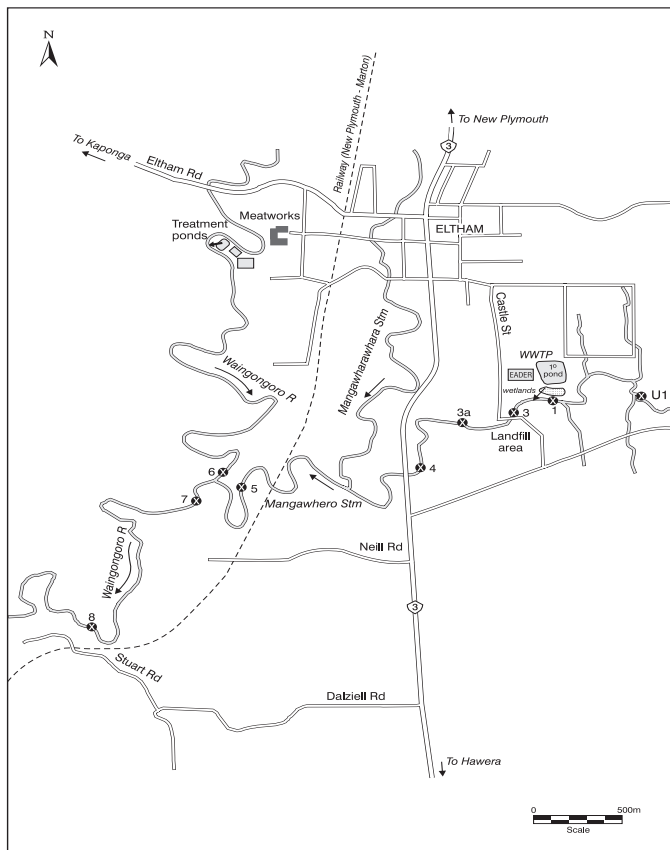 N
To New Plymouth
3
Railway (New Plymouth - Marton)
To Kaponga
Eltham Rd
Meatworks
Treatment
ponds
ELTHAM
Castle St
Mangawharawhara Stm
WWTP
1º
pond
EADER
wetlands
U1
Waingongoro R
3a
3
1
Landfill
area
4
6
5
7
Mangawhero Stm
Waingongoro R
Neill Rd
3
8
Stuart Rd
Dalziell Rd
To Hawera
0 500m
Scale